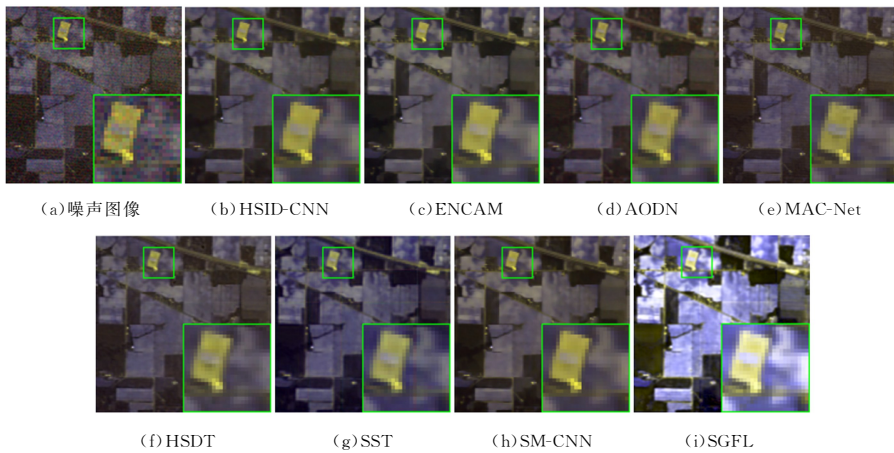 (a)噪声图像 (b)HSID-CNN (c)ENCAM (d)AODN (e)MAC-Net
(f)HSDT (g)SST (h)SM-CNN (i)SGFL